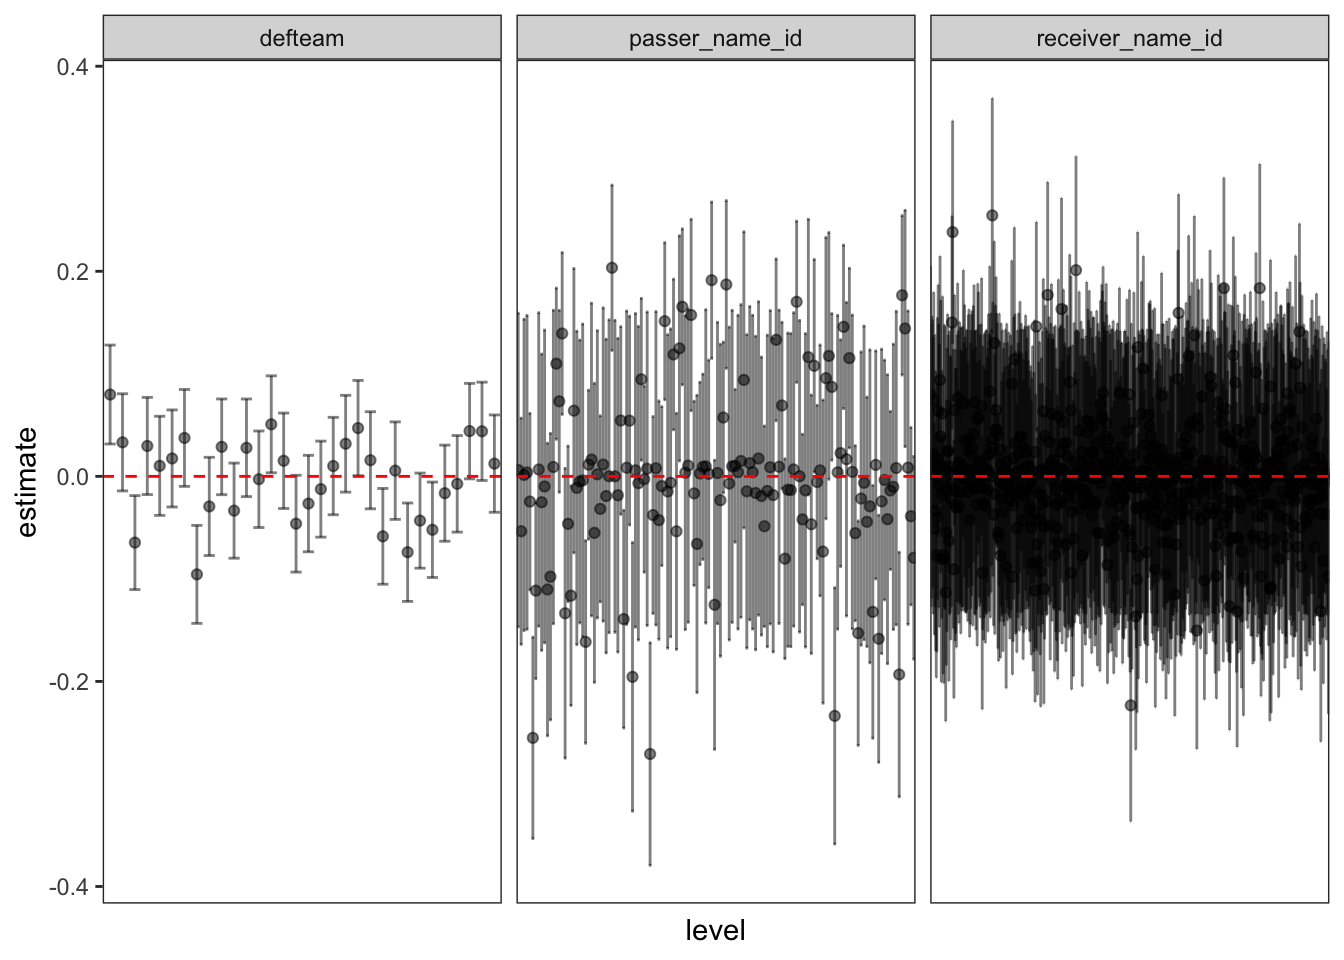 defteam
passer_name_id
receiver_name_id
0.4
0.2
0.0
-0.2
-0.4
estimate
level